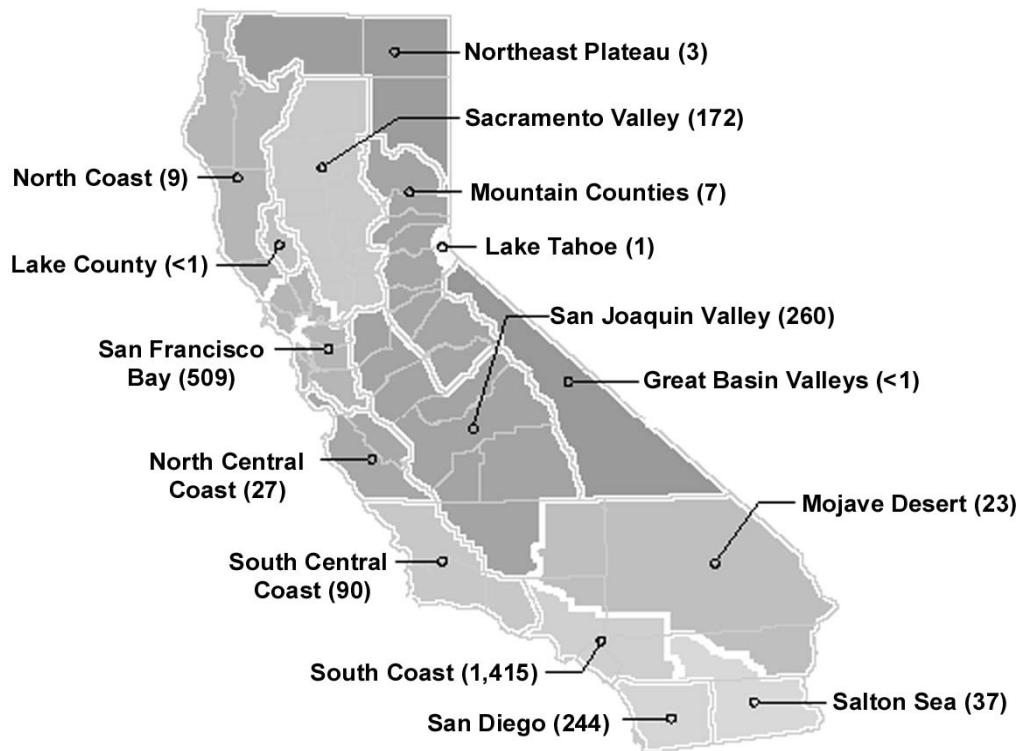 Northeast Plateau (3)
Sacramento Valley (172)
North Coast (9)
Mountain Counties (7)
Lake Tahoe (1)
Lake County (<1)
San Joaquin Valley (260)
San Francisco
Bay (509)
Great Basin Valleys (<1)
North Central
Coast (27)
Mojave Desert (23)
South Central
Coast (90)
South Coast (1,415)
Salton Sea (37)
San Diego (244)